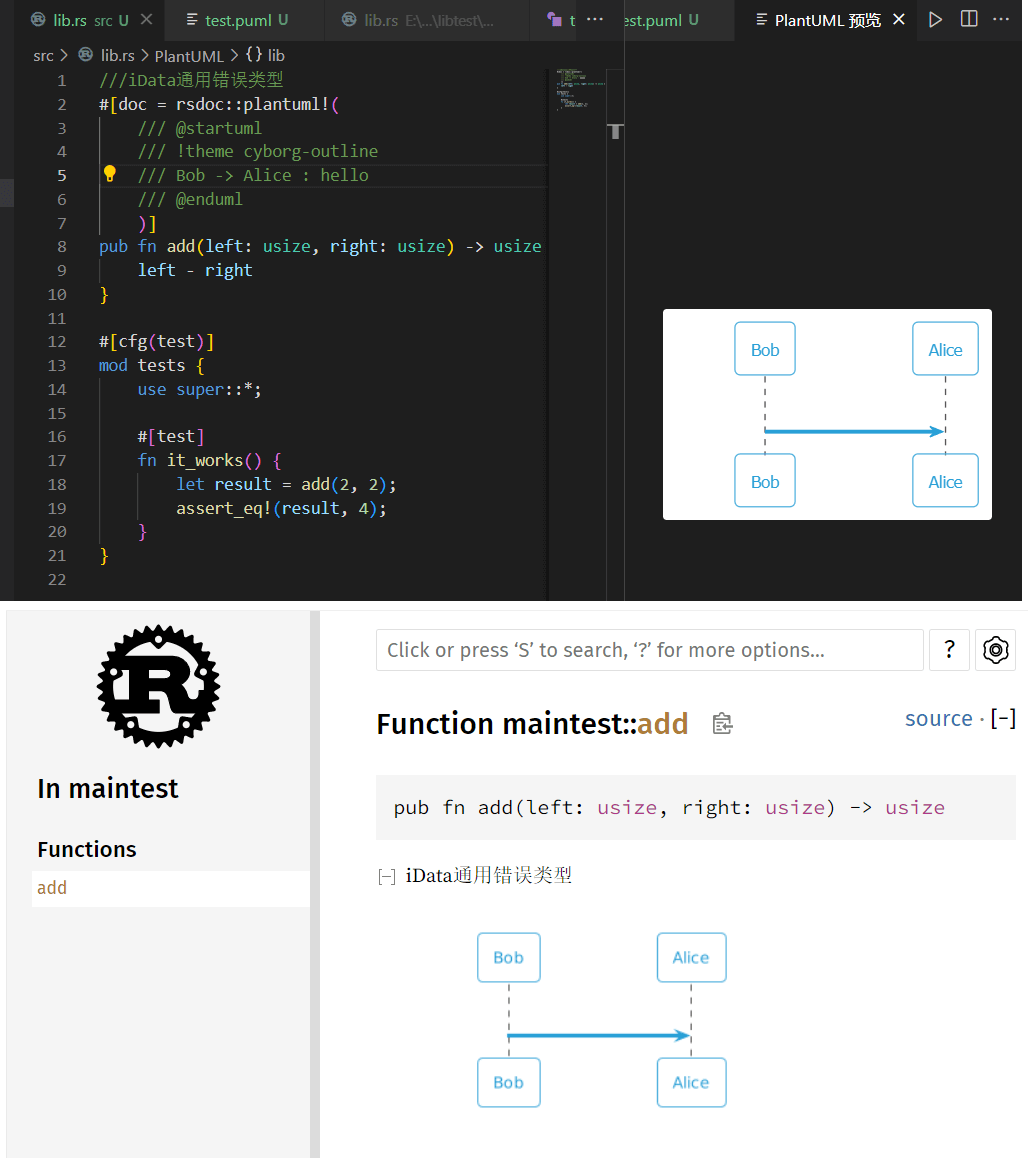 lib.rs src U
test.puml U
lib.rs E:\...\libtest\...
t ...
est.puml U
PlantUML 预览
src > lib.rs > PlantUML > {} lib
1 ///iData通用错误类型
2 #[doc = rsdoc::plantuml!(
3 /// @startuml
4 /// !theme cyborg-outline
5 /// Bob -> Alice : hello
6 /// @enduml
7 )]
8 pub fn add(left: usize, right: usize) -> usize
9 left - right
10 }
11
12 #[cfg(test)]
13 mod tests {
14 use super::*;
15
16 #[test]
17 fn it_works() {
18 let result = add(2, 2);
19 assert_eq!(result, 4);
20 }
21 }
22
Bob Alice
Bob Alice
R
In maintest
Functions
add
Click or press ‘S’ to search, ‘?’ for more options…
?
Function maintest::add
source · [-]
pub fn add(left: usize, right: usize) -> usize
[-] iData通用错误类型
Bob Alice
Bob Alice